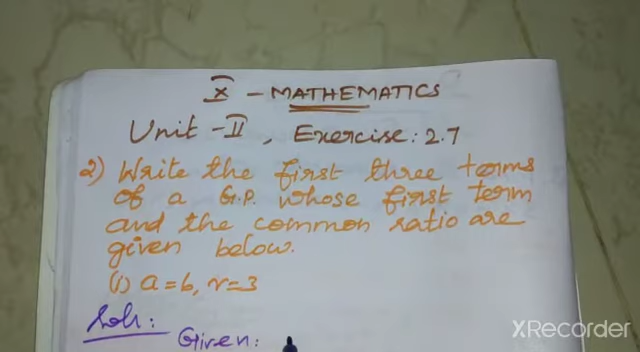 X - MATHEMATICS
Unit - II, Exercise: 2.7
2) Write the first three terms
of a G.P. whose first term
and the common ratio are
given below.
(i) a = 6, r = 3
Soln:
Given:
XRecorder